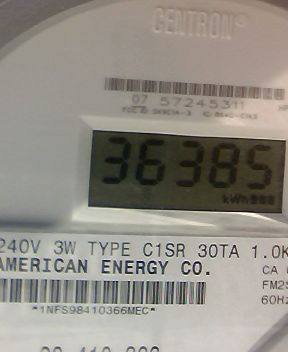 CENTRON®
07 57245311
36385
kWh
240V 3W TYPE C1SR 30TA 1.0K
AMERICAN ENERGY CO.
CA
FM2S
60Hz
*1NFS98410366MEC*